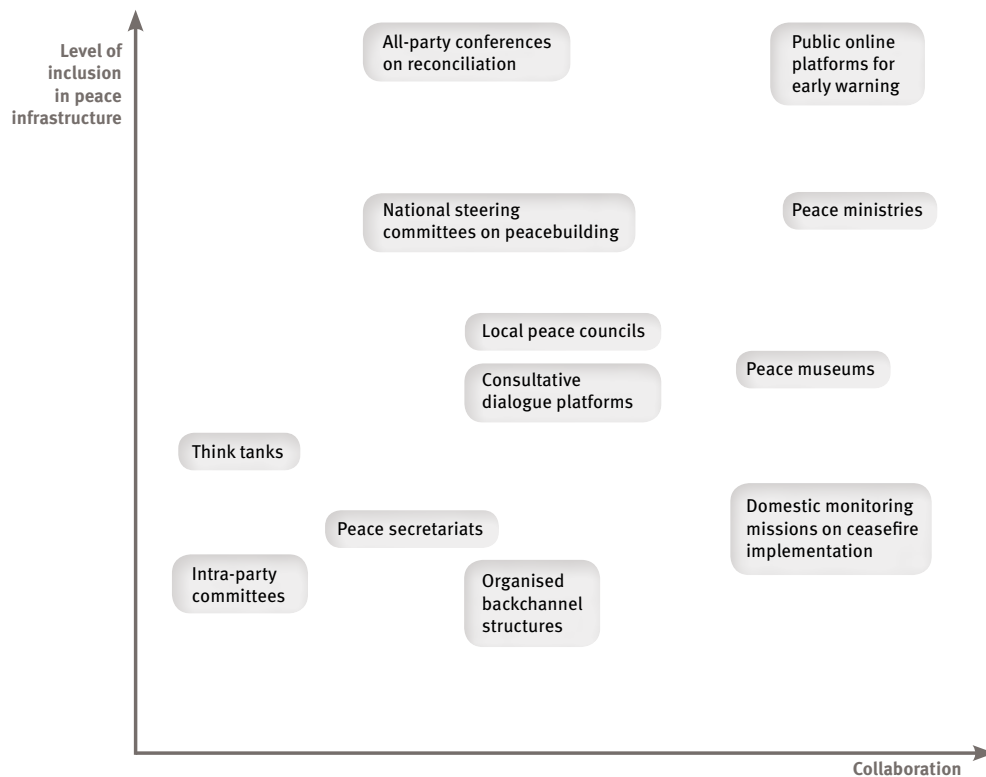 Level of
inclusion
in peace
infrastructure
All-party conferences
on reconciliation
Public online
platforms for
early warning
National steering
committees on peacebuilding
Peace ministries
Local peace councils
Consultative
dialogue platforms
Peace museums
Think tanks
Peace secretariats
Domestic monitoring
missions on ceasefire
implementation
Intra-party
committees
Organised
backchannel
structures
Collaboration